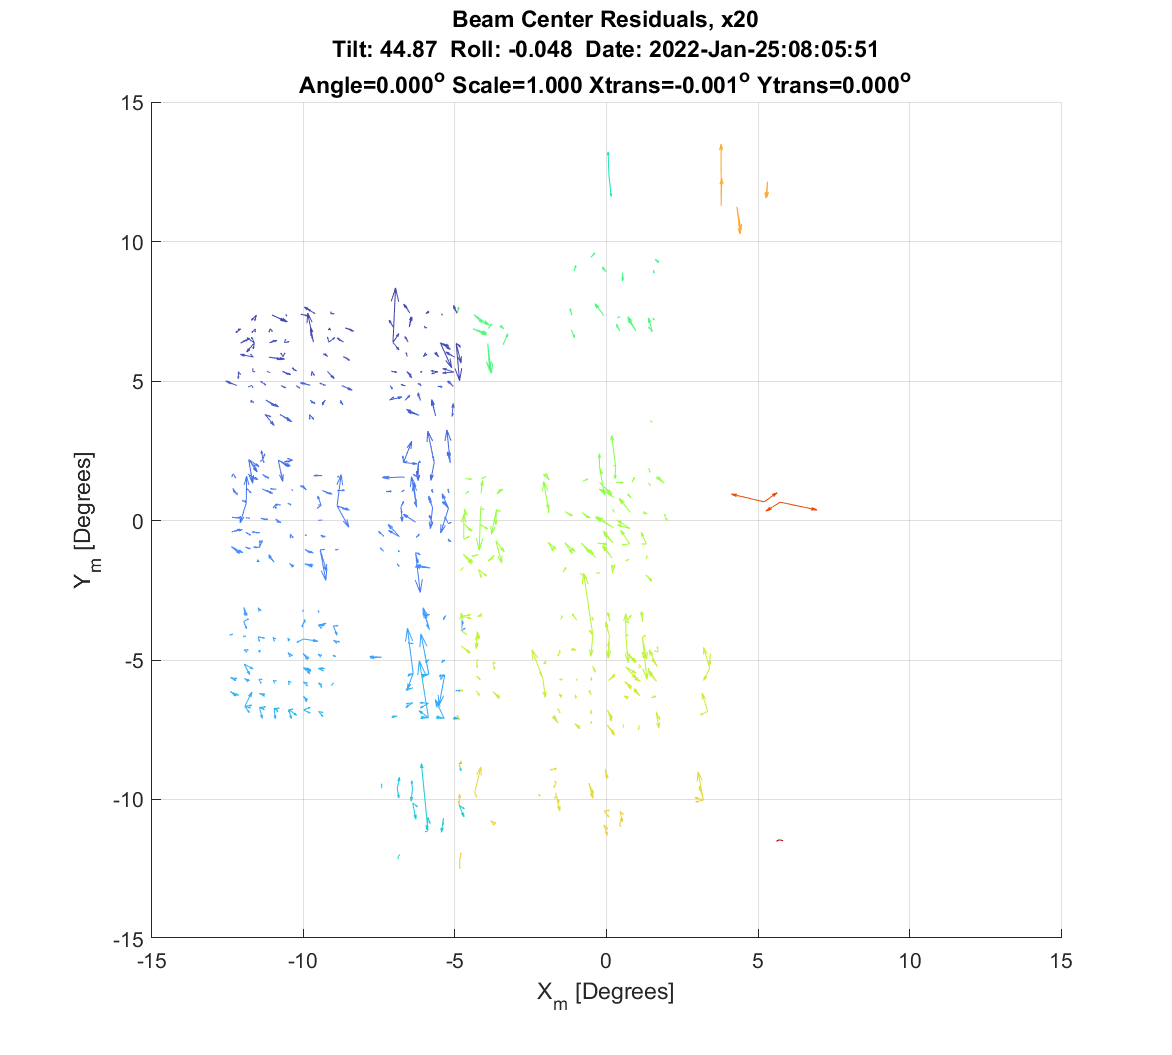 Beam Center Residuals, x20
Tilt: 44.87 Roll: -0.048 Date: 2022-Jan-25:08:05:51
Angle=0.000° Scale=1.000 Xtrans=-0.001° Ytrans=0.000°
15
10
5
0
-5
-10
-15
Y_m [Degrees]
-15 -10 -5 0 5 10 15
X_m [Degrees]